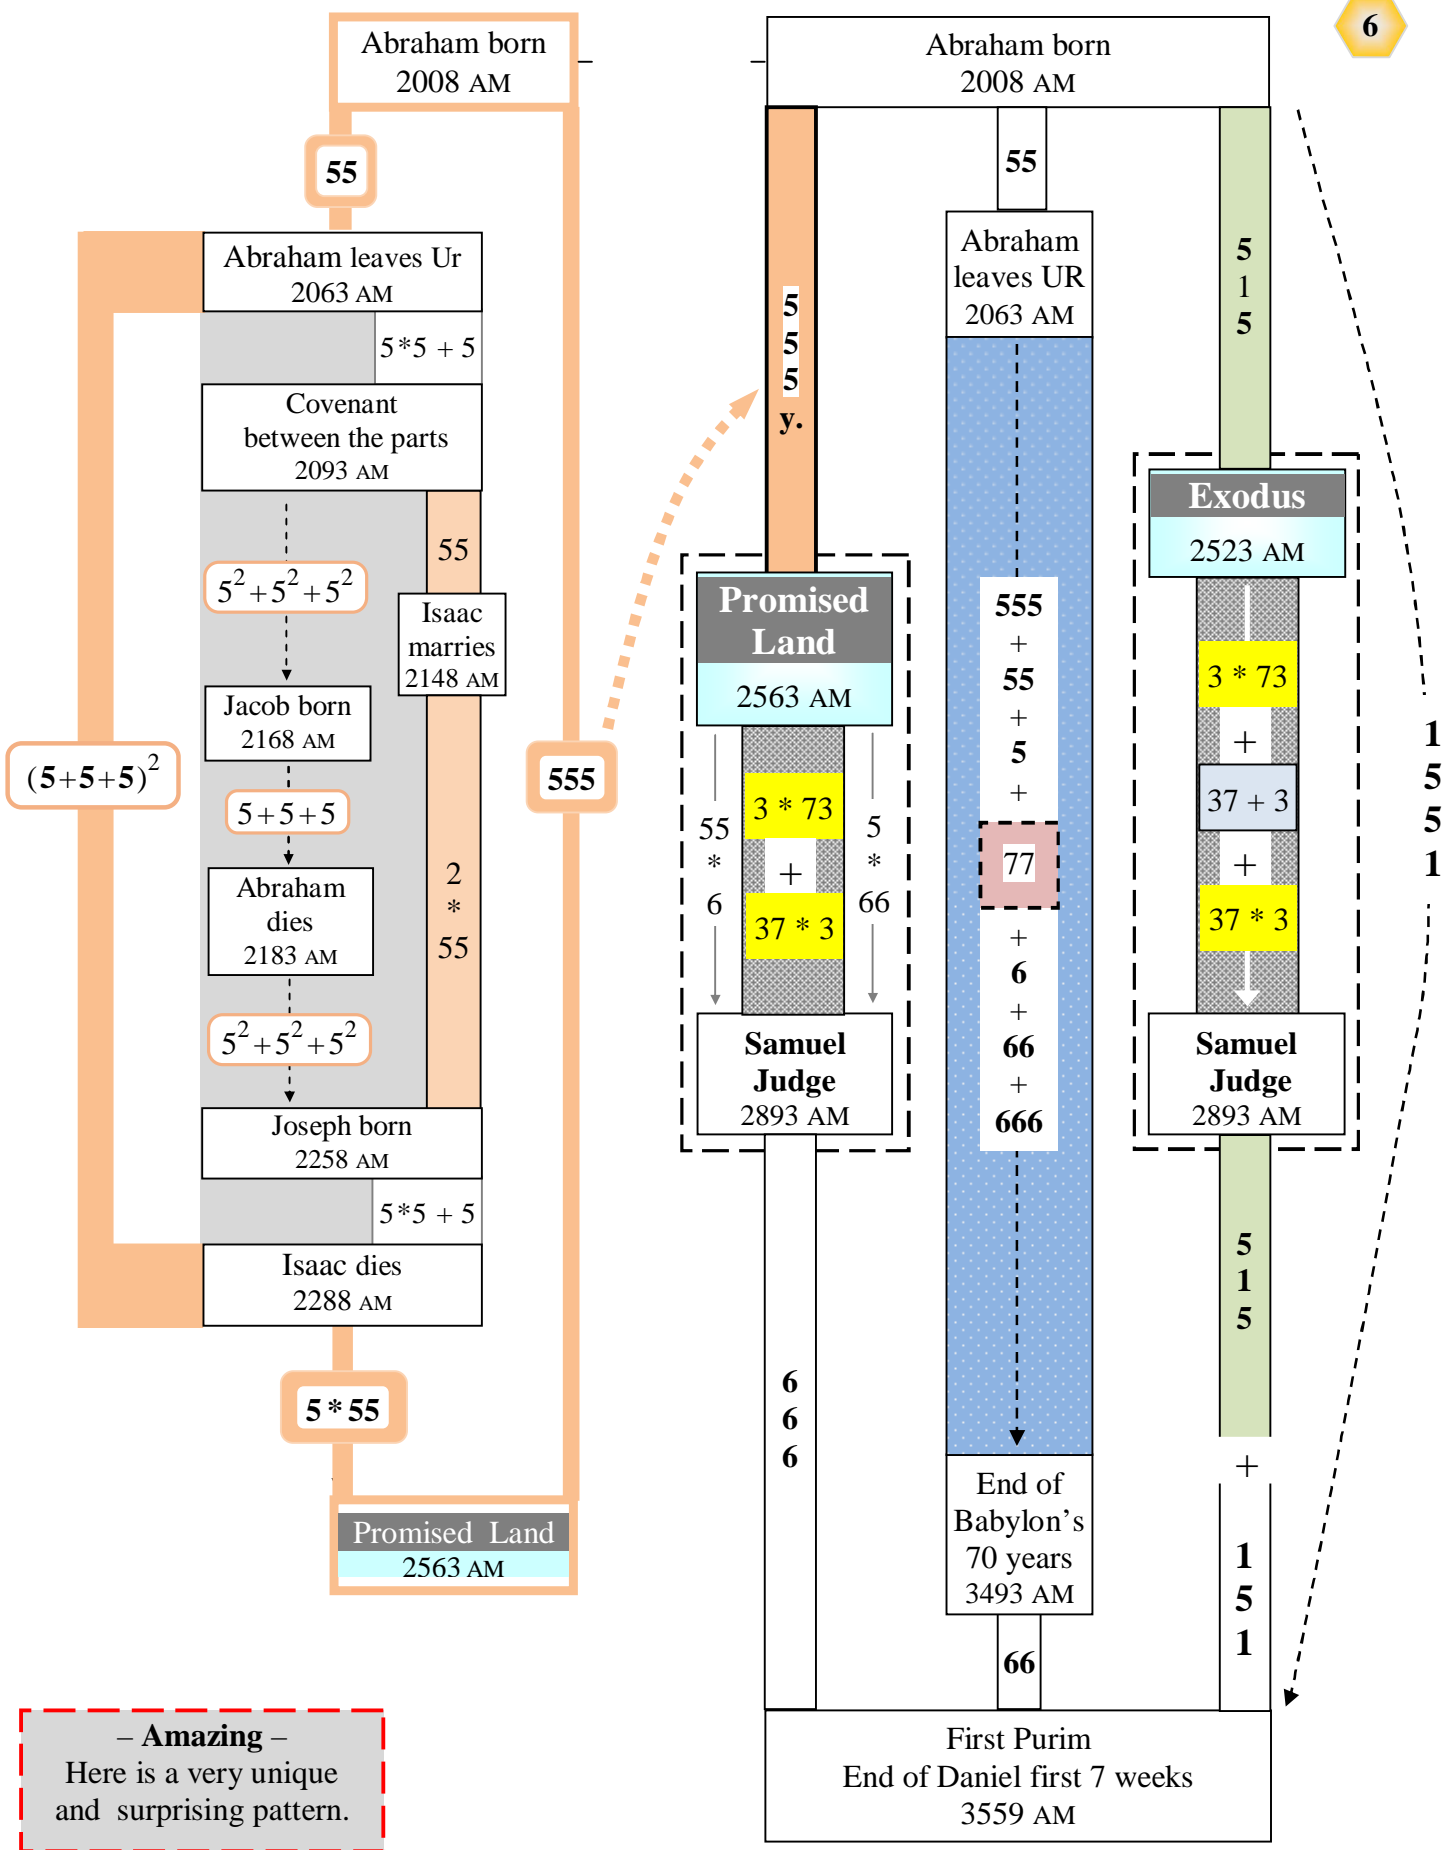 6
Abraham born
2008 AM
55
Abraham leaves Ur
2063 AM
5*5 + 5
Covenant
between the parts
2093 AM
5² + 5² + 5²
55
Isaac
marries
2148 AM
Jacob born
2168 AM
(5+5+5)²
5+5+5
Abraham
dies
2183 AM
2
*
55
5² + 5² + 5²
Joseph born
2258 AM
5*5 + 5
Isaac dies
2288 AM
5 * 55
555
Promised Land
2563 AM
– Amazing –
Here is a very unique
and surprising pattern.
Abraham born
2008 AM
5
5
5
y.
Promised
Land
2563 AM
55
*
6
3 * 73
+
37 * 3
5
*
66
Samuel
Judge
2893 AM
6
6
6
55
Abraham
leaves UR
2063 AM
555
+
55
+
5
+
77
+
6
+
66
+
666
End of
Babylon’s
70 years
3493 AM
66
5
1
5
Exodus
2523 AM
3 * 73
+
37 + 3
+
37 * 3
Samuel
Judge
2893 AM
5
1
5
+
1
5
1
1
5
5
1
First Purim
End of Daniel first 7 weeks
3559 AM